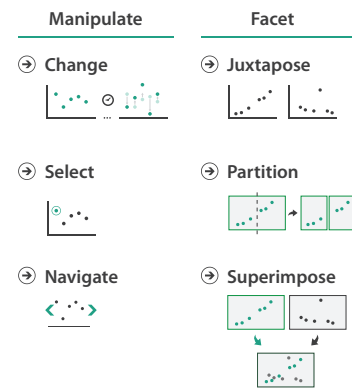 Manipulate
Facet
Change
Juxtapose
...
Select
Partition
Navigate
Superimpose